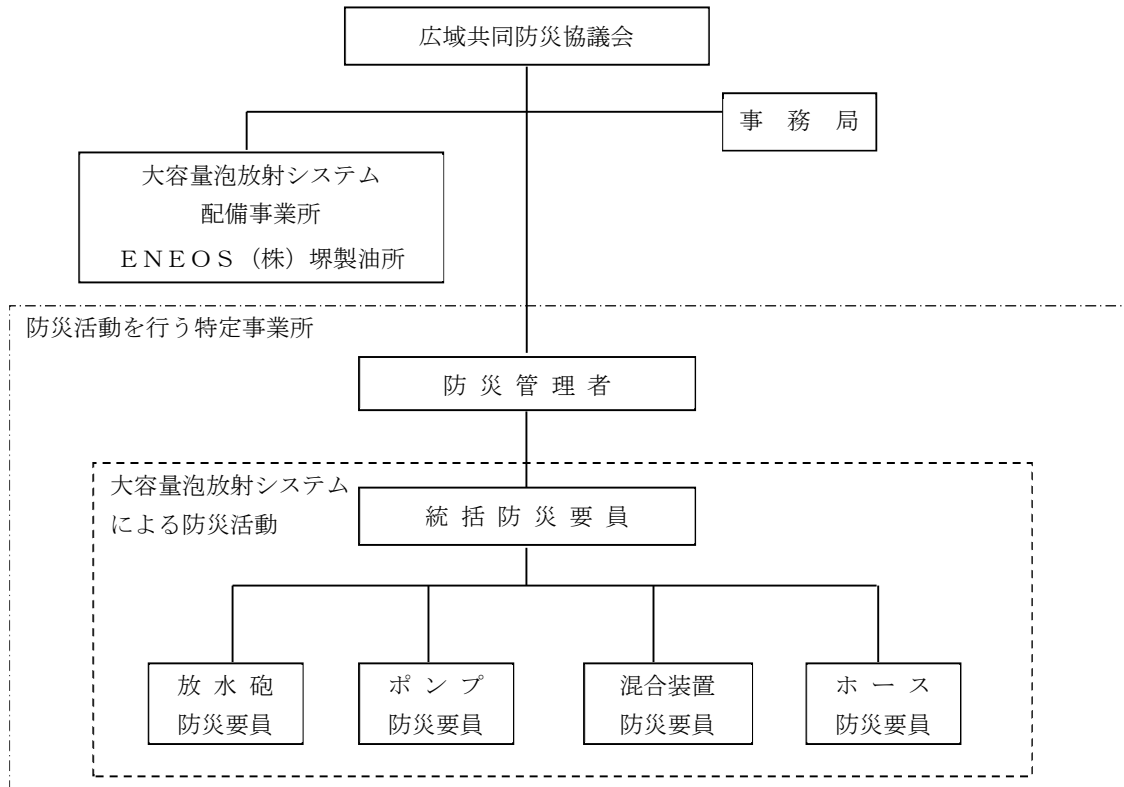 広域共同防災協議会
事務局
大容量泡放射システム
配備事業所
ENEOS（株）堺製油所
防災活動を行う特定事業所
防災管理者
大容量泡放射システム
による防災活動
統括防災要員
放水砲
防災要員
ポンプ
防災要員
混合装置
防災要員
ホース
防災要員